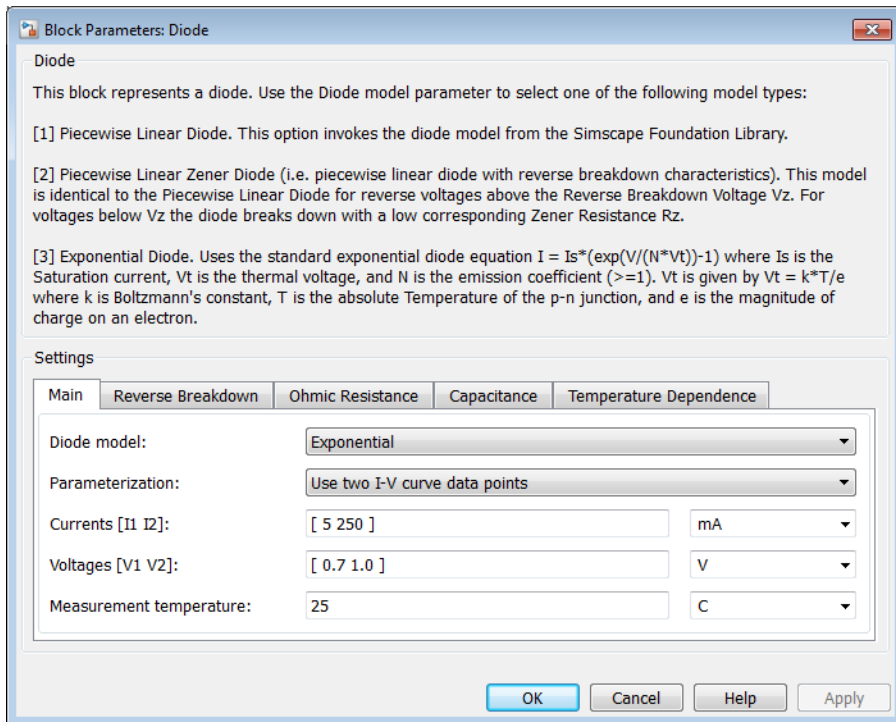 Block Parameters: Diode
Diode
This block represents a diode. Use the Diode model parameter to select one of the following model types:
[1] Piecewise Linear Diode. This option invokes the diode model from the Simscape Foundation Library.
[2] Piecewise Linear Zener Diode (i.e. piecewise linear diode with reverse breakdown characteristics). This model
is identical to the Piecewise Linear Diode for reverse voltages above the Reverse Breakdown Voltage Vz. For
voltages below Vz the diode breaks down with a low corresponding Zener Resistance Rz.
[3] Exponential Diode. Uses the standard exponential diode equation I = Is*(exp(V/(N*Vt))-1) where Is is the
Saturation current, Vt is the thermal voltage, and N is the emission coefficient (>=1). Vt is given by Vt = k*T/e
where k is Boltzmann's constant, T is the absolute Temperature of the p-n junction, and e is the magnitude of
charge on an electron.
Settings
Main Reverse Breakdown Ohmic Resistance Capacitance Temperature Dependence
Diode model: Exponential
Parameterization: Use two I-V curve data points
Currents [I1 I2]: [ 5 250 ] mA
Voltages [V1 V2]: [ 0.7 1.0 ] V
Measurement temperature: 25 C
OK Cancel Help Apply